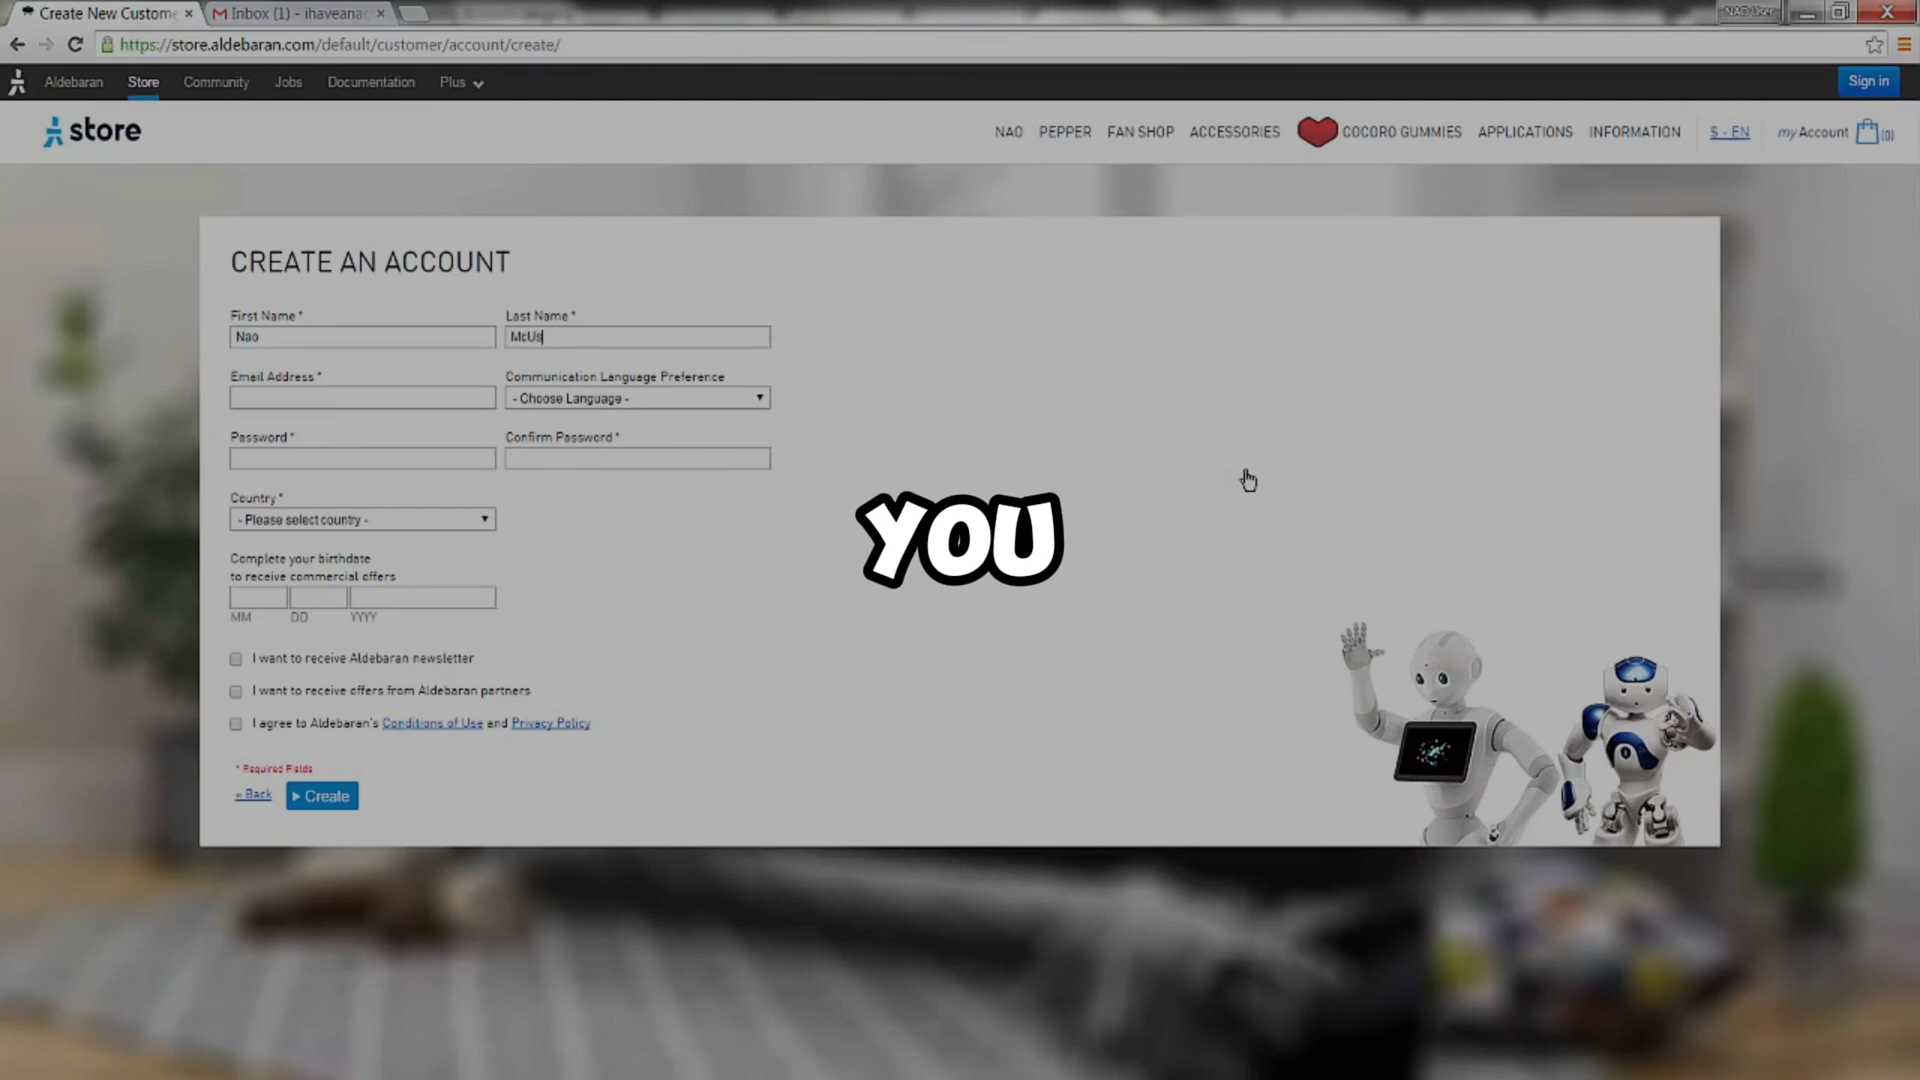 Create New Custome
Inbox (1) - ihaveanao
NAO User
https://store.aldebaran.com/default/customer/account/create/
Aldebaran Store Community Jobs Documentation Plus
Sign in
store
NAO PEPPER FAN SHOP ACCESSORIES COCORO GUMMIES APPLICATIONS INFORMATION $ - EN my Account (0)
CREATE AN ACCOUNT
First Name * Last Name *
Nao McUs
Email Address * Communication Language Preference
- Choose Language -
Password * Confirm Password *
Country *
- Please select country -
YOU
Complete your birthdate
to receive commercial offers
MM DD YYYY
I want to receive Aldebaran newsletter
I want to receive offers from Aldebaran partners
I agree to Aldebaran's Conditions of Use and Privacy Policy
* Required Fields
« Back Create